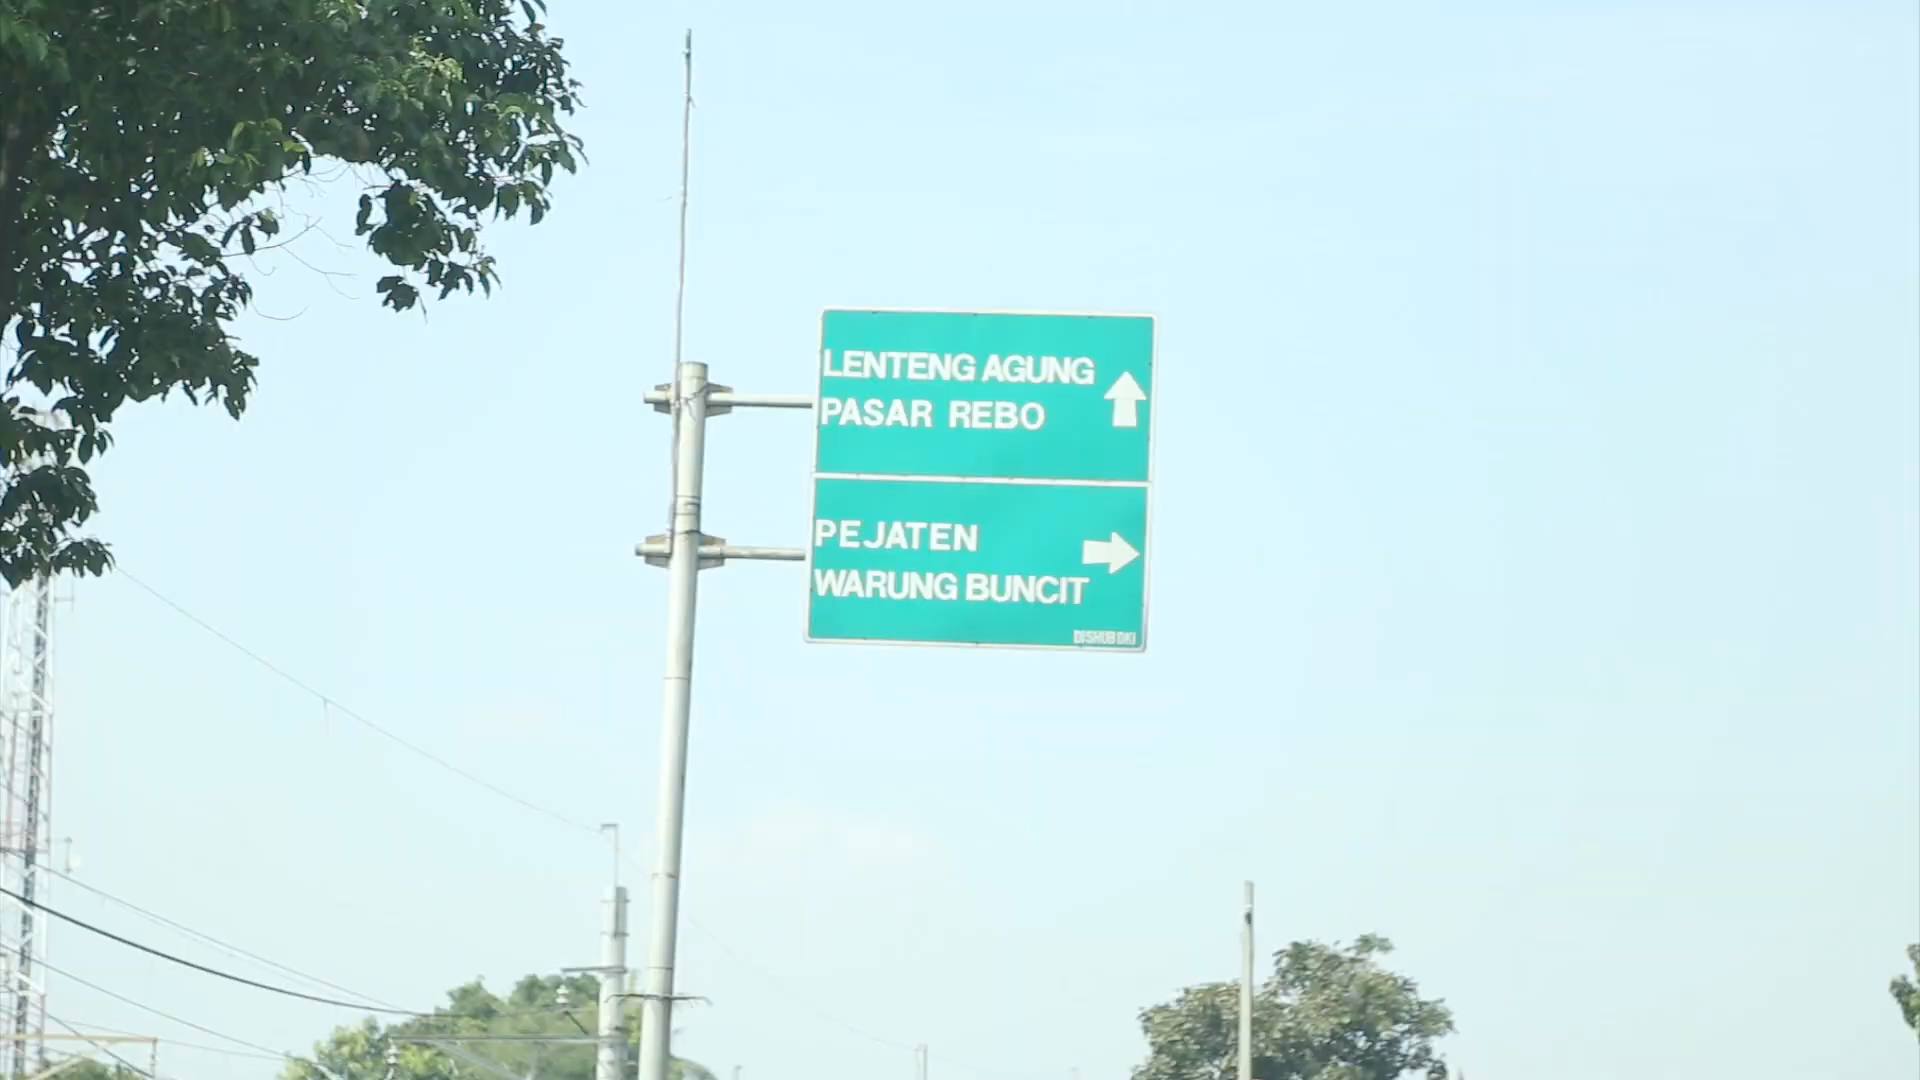 LENTENG AGUNG
PASAR REBO
PEJATEN
WARUNG BUNCIT
DISHUB DKI